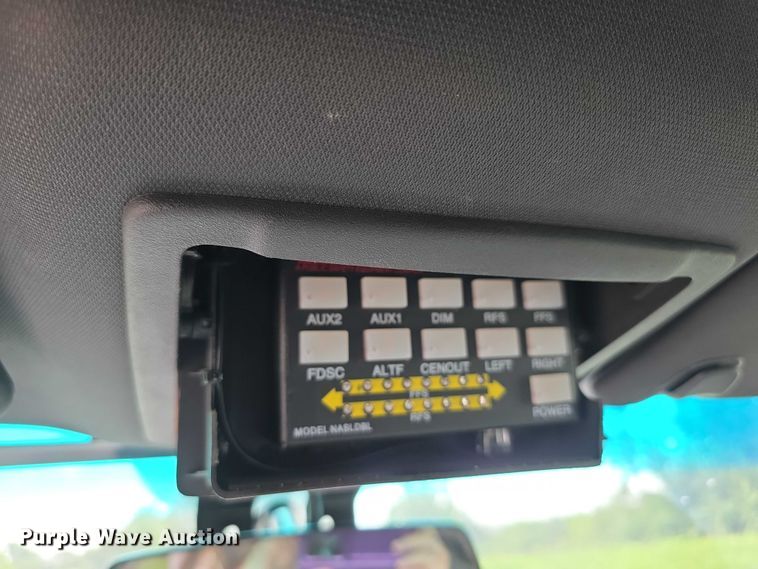 AUX2 AUX1 DIM RFS FFS
FDSC ALTF CENOUT LEFT RIGHT
FFS
RFS
POWER
MODEL NABLDBL
Purple Wave Auction